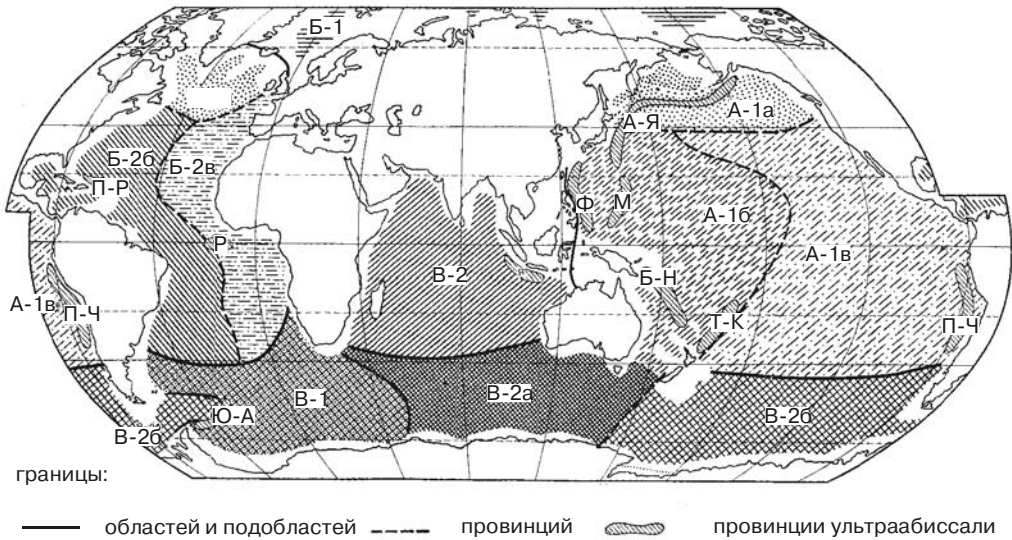 Б-1
А-Я
А-1а
Б-2б
Б-2в
П-Р
Ф
М
А-1б
Р
В-2
Б-Н
А-1в
А-1в
П-Ч
Т-К
П-Ч
В-1
В-2а
Ю-А
В-2б
В-2б
границы:
областей и подобластей
провинций
провинции ультраабиссали